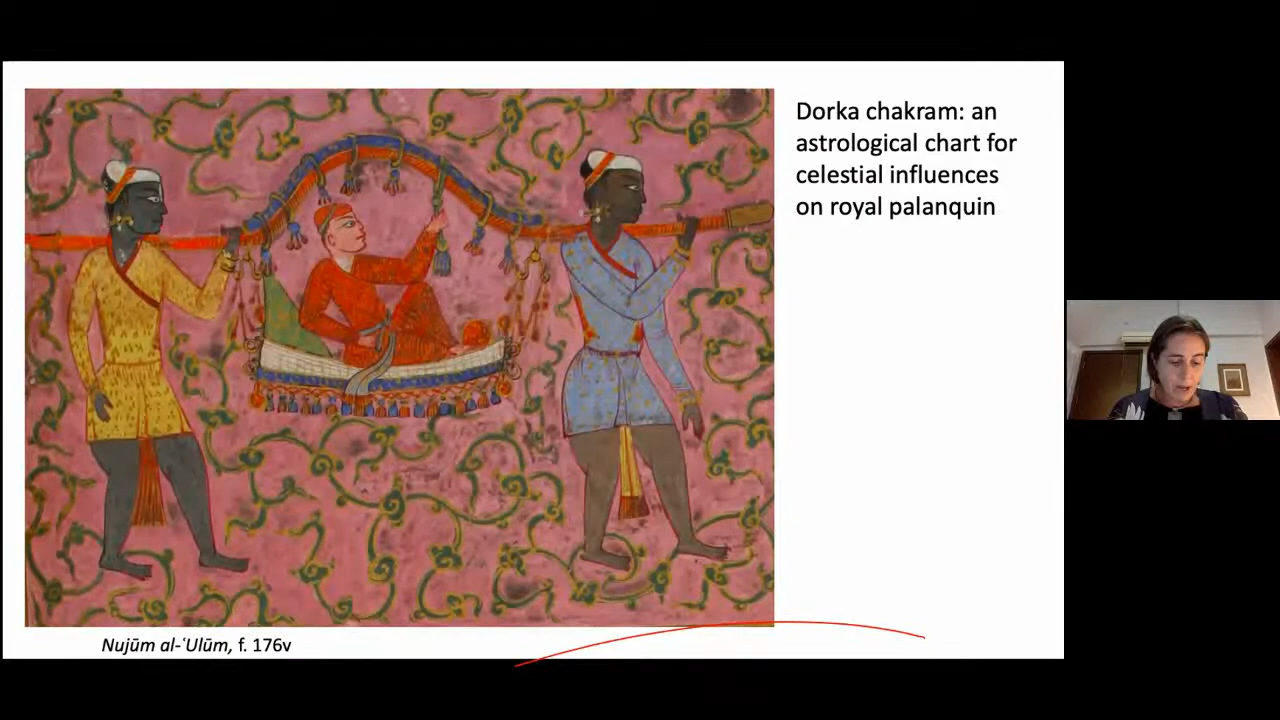 Dorka chakram: an
astrological chart for
celestial influences
on royal palanquin
Nujūm al-ʿUlūm, f. 176v